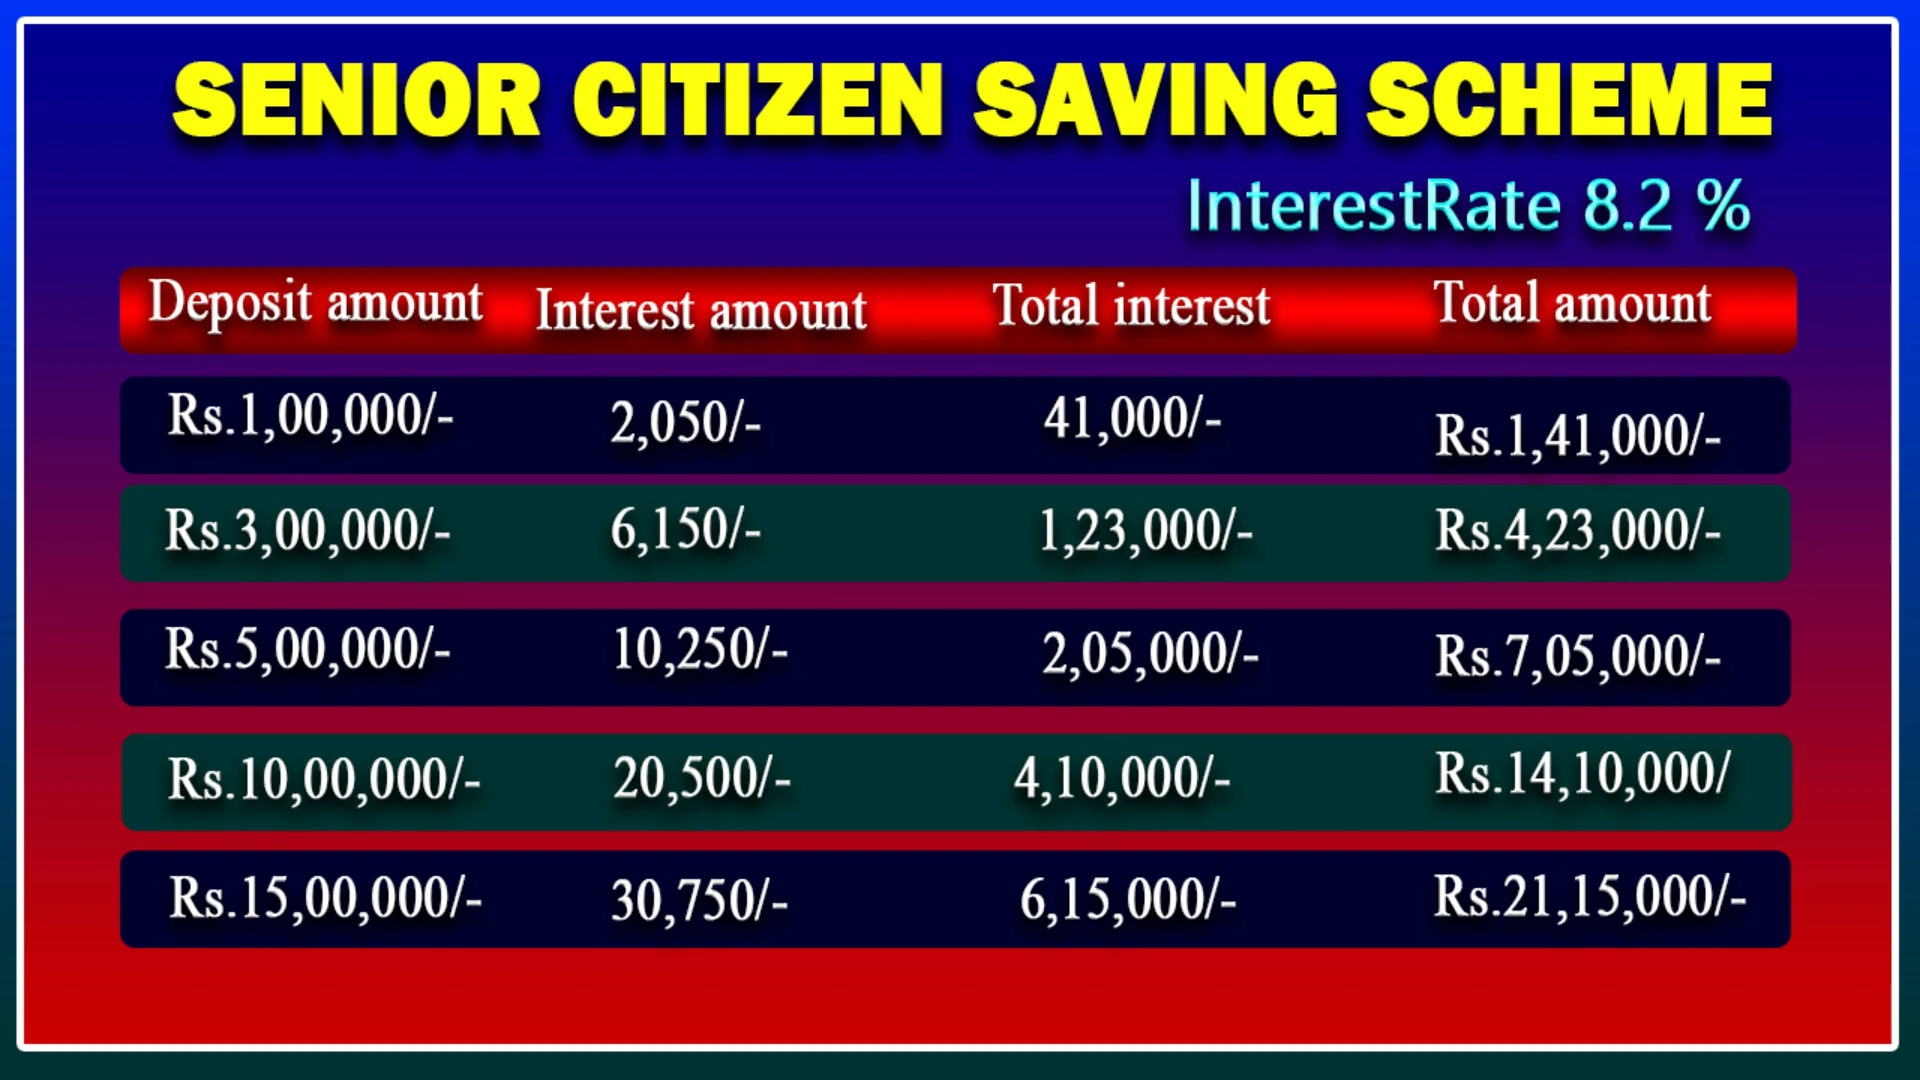 SENIOR CITIZEN SAVING SCHEME
InterestRate 8.2 %
Deposit amount Interest amount Total interest Total amount
Rs.1,00,000/- 2,050/- 41,000/- Rs.1,41,000/-
Rs.3,00,000/- 6,150/- 1,23,000/- Rs.4,23,000/-
Rs.5,00,000/- 10,250/- 2,05,000/- Rs.7,05,000/-
Rs.10,00,000/- 20,500/- 4,10,000/- Rs.14,10,000/
Rs.15,00,000/- 30,750/- 6,15,000/- Rs.21,15,000/-